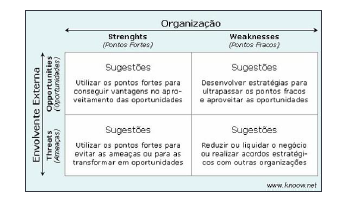 Organização
Strenghts
(Pontos Fortes)
Weaknesses
(Pontos Fracos)
Envolvente Externa
Opportunities
(Oportunidades)
Sugestões
Utilizar os pontos fortes para
conseguir vantagens no apro-
veitamento das oportunidades
Sugestões
Desenvolver estratégias para
ultrapassar os pontos fracos
e aproveitar as oportunidades
Threats
(Ameaças)
Sugestões
Utilizar os pontos fortes para
evitar as ameaças ou para as
transformar em oportunidades
Sugestões
Reduzir ou liquidar o negócio
ou realizar acordos estratégi-
cos com outras organizações
www.knoow.net